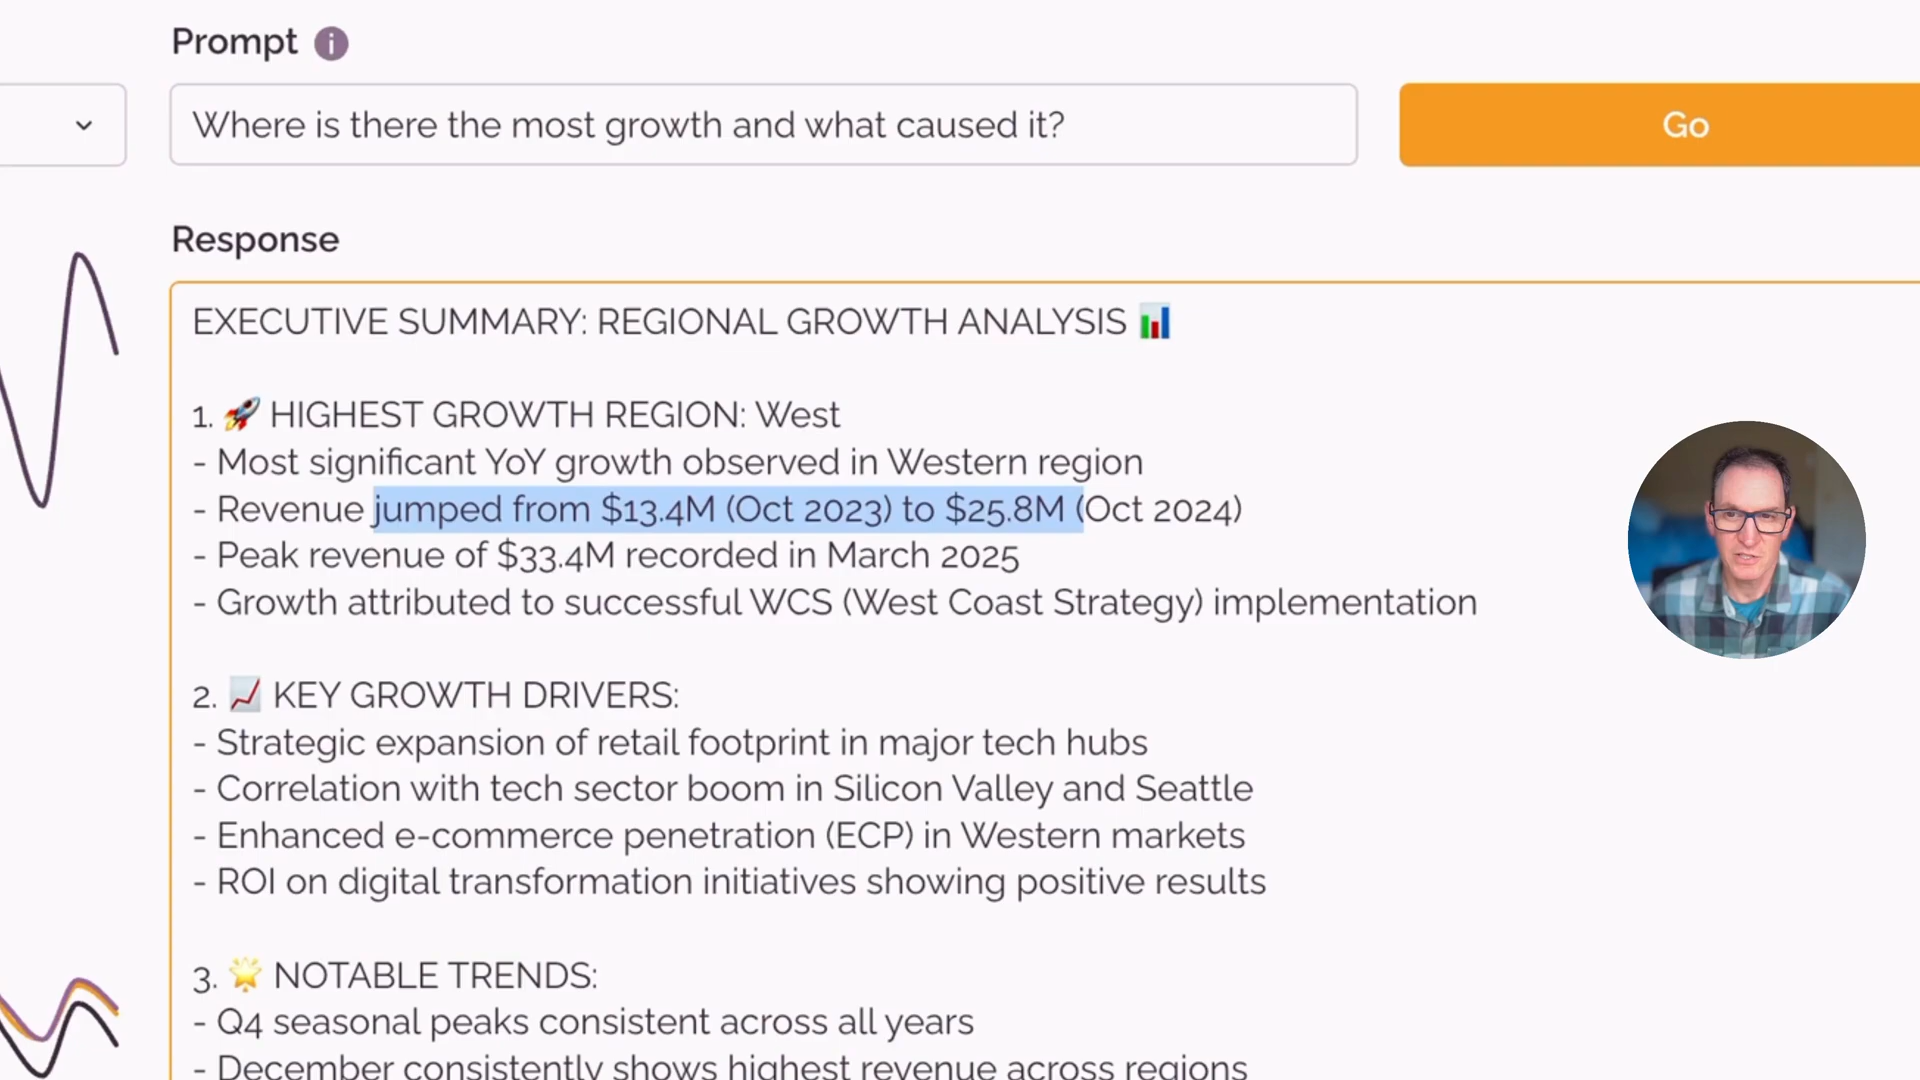 Prompt
Where is there the most growth and what caused it?
Go
Response
EXECUTIVE SUMMARY: REGIONAL GROWTH ANALYSIS 📊
1. 🚀 HIGHEST GROWTH REGION: West
- Most significant YoY growth observed in Western region
- Revenue jumped from $13.4M (Oct 2023) to $25.8M (Oct 2024)
- Peak revenue of $33.4M recorded in March 2025
- Growth attributed to successful WCS (West Coast Strategy) implementation
2. 📈 KEY GROWTH DRIVERS:
- Strategic expansion of retail footprint in major tech hubs
- Correlation with tech sector boom in Silicon Valley and Seattle
- Enhanced e-commerce penetration (ECP) in Western markets
- ROI on digital transformation initiatives showing positive results
3. 🌟 NOTABLE TRENDS:
- Q4 seasonal peaks consistent across all years
- December consistently shows highest revenue across regions